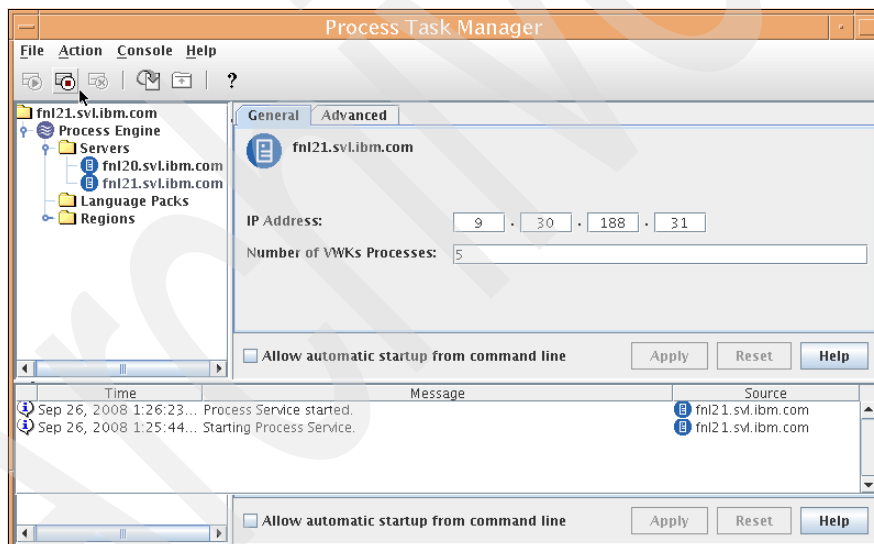 Process Task Manager
File Action Console Help
?
fnl21.svl.ibm.com
Process Engine
Servers
fnl20.svl.ibm.com
fnl21.svl.ibm.com
Language Packs
Regions
General Advanced
fnl21.svl.ibm.com
IP Address: 9 . 30 . 188 . 31
Number of VWKs Processes: 5
Allow automatic startup from command line Apply Reset Help
Time Message Source
Sep 26, 2008 1:26:23... Process Service started. fnl21.svl.ibm.com
Sep 26, 2008 1:25:44... Starting Process Service. fnl21.svl.ibm.com
Allow automatic startup from command line Apply Reset Help